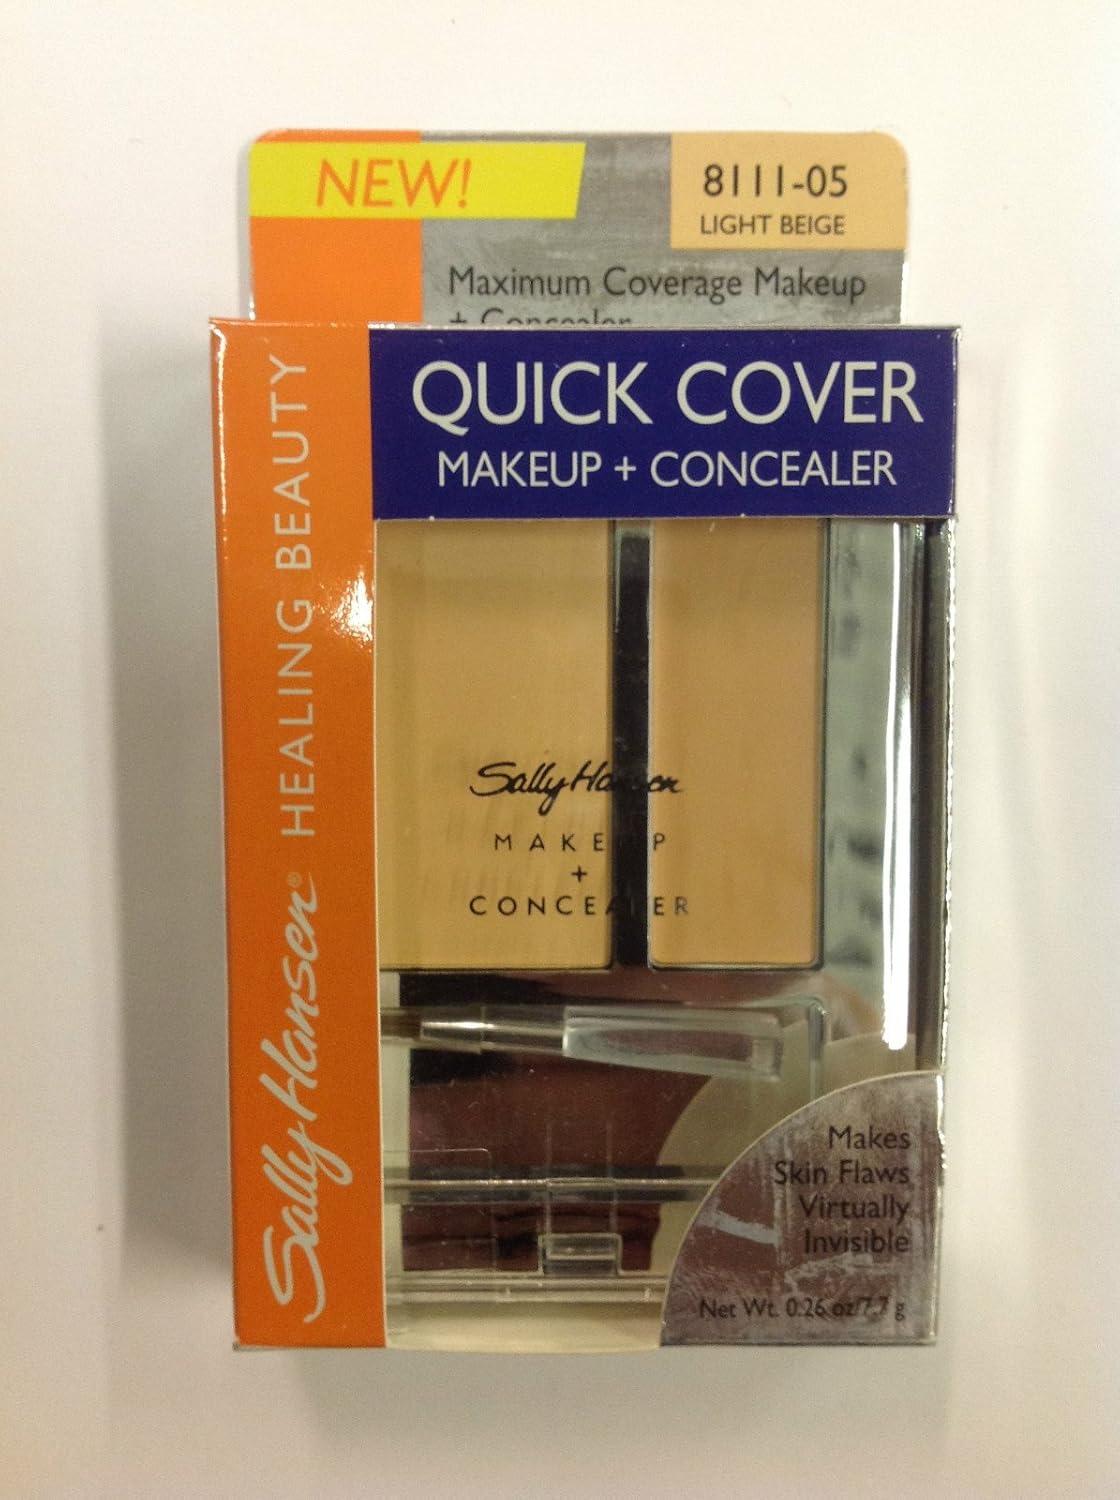 NEW!
8111-05
LIGHT BEIGE
Maximum Coverage Makeup
+ Concealer
QUICK COVER
MAKEUP + CONCEALER
Sally Hansen® HEALING BEAUTY
Sally Hansen
MAKEUP
+
CONCEALER
Makes
Skin Flaws
Virtually
Invisible
Net Wt. 0.26 oz/7.7 g